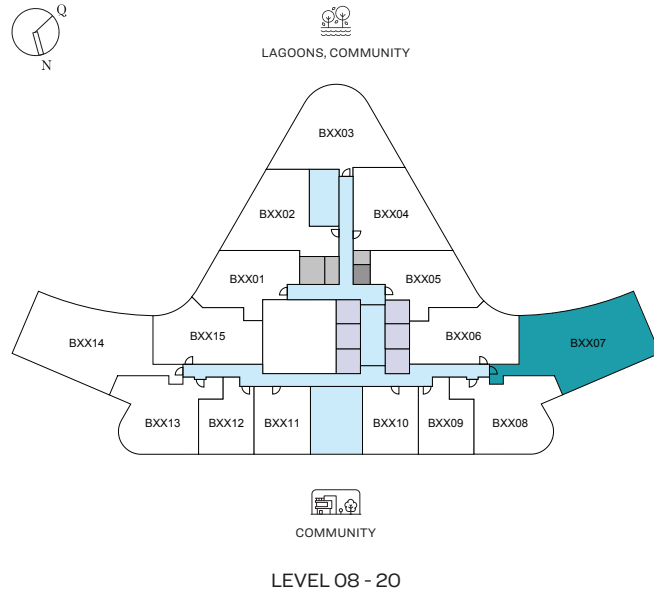 Q
N
LAGOONS, COMMUNITY
BXX03
BXX02
BXX04
BXX01
BXX05
BXX14
BXX15
BXX06
BXX07
BXX13
BXX12
BXX11
BXX10
BXX09
BXX08
COMMUNITY
LEVEL 08 - 20